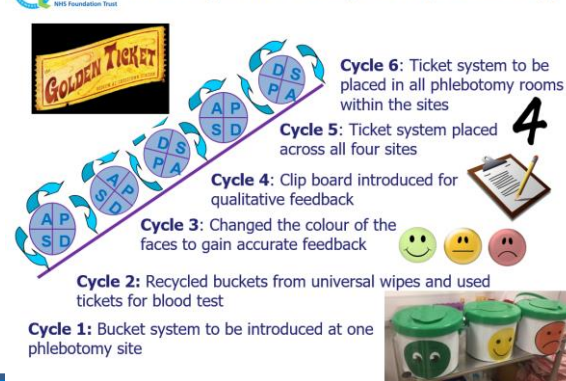 NHS Foundation Trust
GOLDEN TICKET
Cycle 6: Ticket system to be
placed in all phlebotomy rooms
within the sites
4
Cycle 5: Ticket system placed
across all four sites
Cycle 4: Clip board introduced for
qualitative feedback
Cycle 3: Changed the colour of the
faces to gain accurate feedback
Cycle 2: Recycled buckets from universal wipes and used
tickets for blood test
Cycle 1: Bucket system to be introduced at one
phlebotomy site
D S
P A
A P
S D
D S
P A
A P
S D
A P
S D